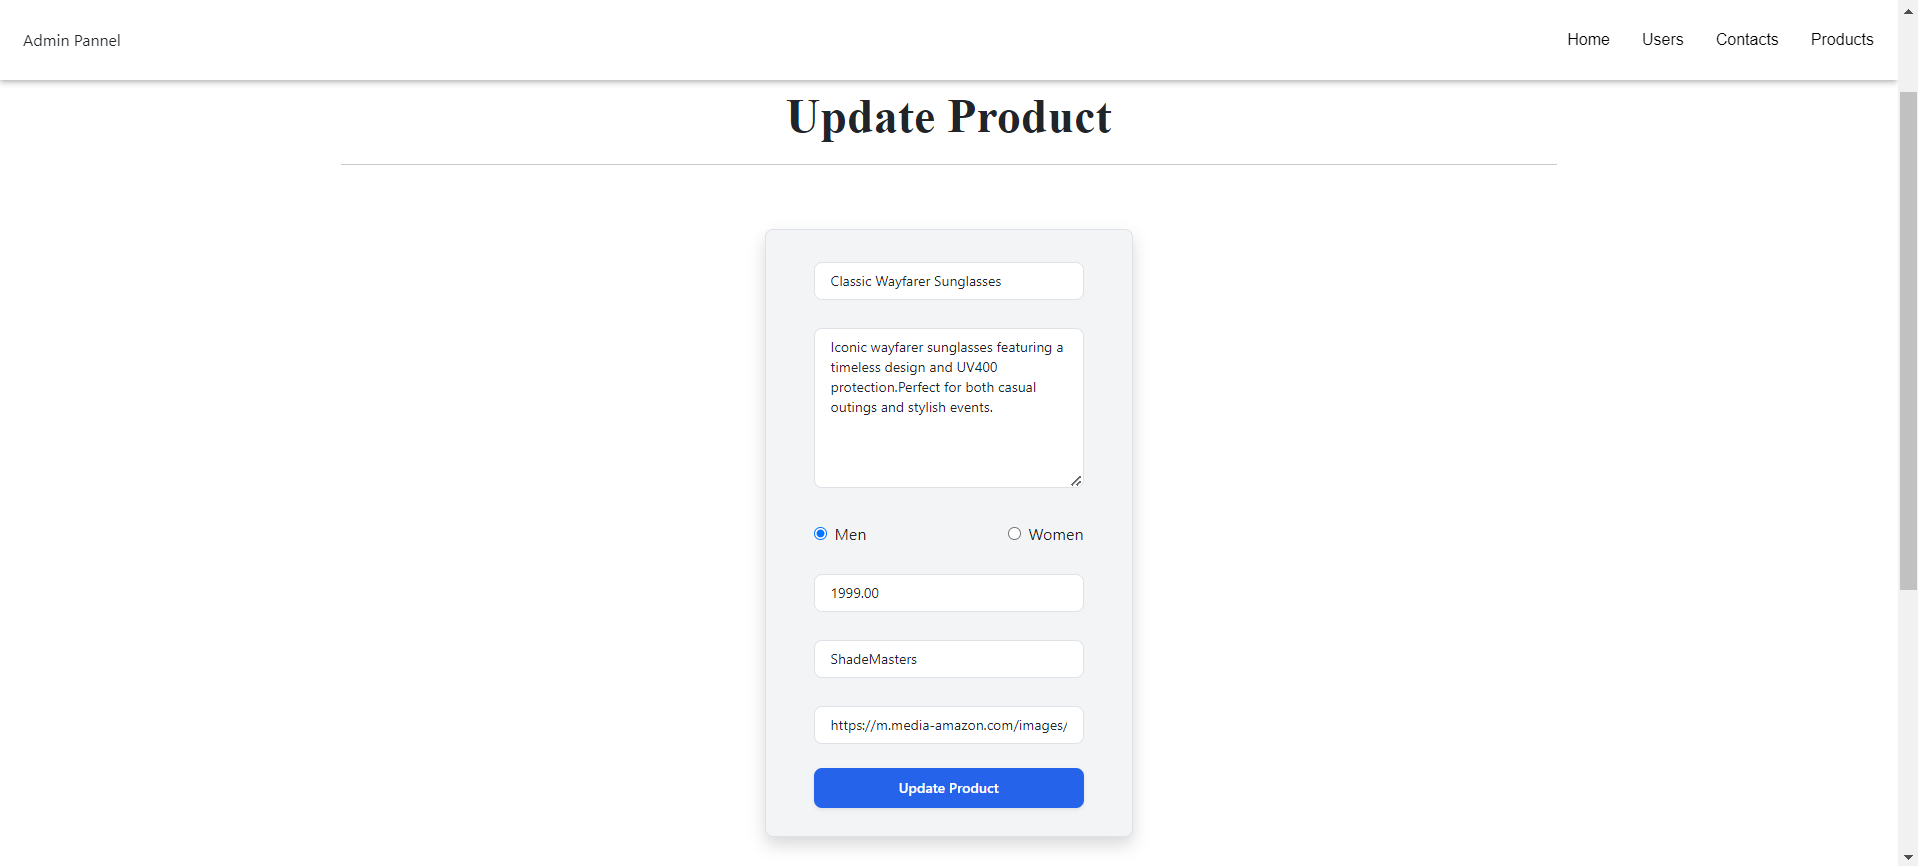 Admin Pannel
Home Users Contacts Products
Update Product
Classic Wayfarer Sunglasses
Iconic wayfarer sunglasses featuring a
timeless design and UV400
protection.Perfect for both casual
outings and stylish events.
Men Women
1999.00
ShadeMasters
https://m.media-amazon.com/images/
Update Product